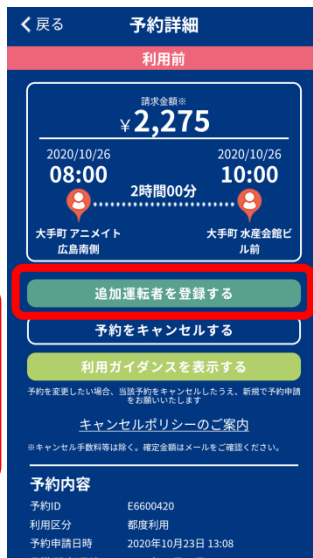 戻る 予約詳細
利用前
請求金額※
¥2,275
2020/10/26 2020/10/26
08:00 10:00
2時間00分
大手町 アニメイト 大手町 水産会館ビ
広島南側 ル前
追加運転者を登録する
予約をキャンセルする
利用ガイダンスを表示する
予約を変更したい場合、当該予約をキャンセルしたうえ、新規で予約申請
をお願いいたします
キャンセルポリシーのご案内
※キャンセル手数料等は除く。確定金額はメールをご確認ください。
予約内容
予約ID E6600420
利用区分 都度利用
予約申請日時 2020年10月23日 13:08